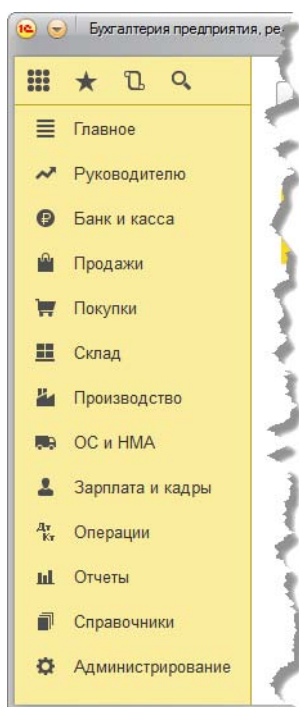 1С Бухгалтерия предприятия, ре
Главное
Руководителю
Банк и касса
Продажи
Покупки
Склад
Производство
ОС и НМА
Зарплата и кадры
Дт Кт Операции
Отчеты
Справочники
Администрирование